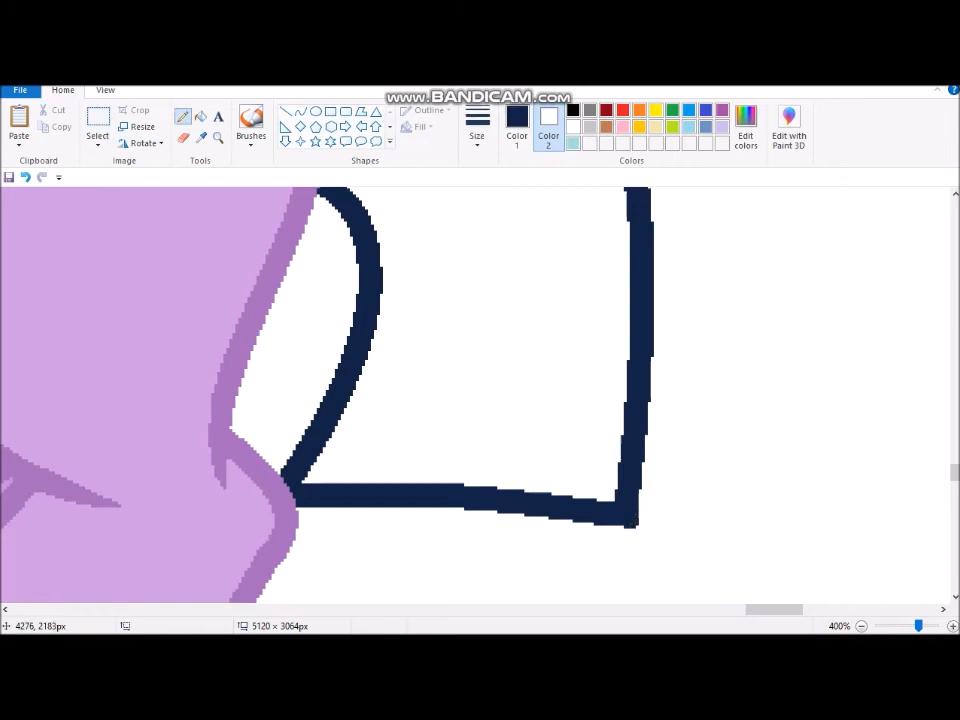 www.BANDICAM.com
File Home View
Paste
Cut
Copy
Clipboard
Select
Crop
Resize
Rotate
Image
A
Tools
Brushes
Outline
Fill
Shapes
Size
Color 1
Color 2
Edit colors
Colors
Edit with Paint 3D
4276, 2183px
5120 × 3064px
400%